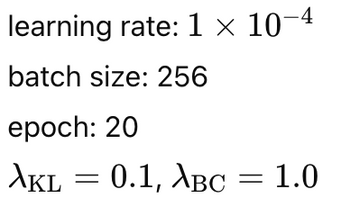 learning rate: 1 × 10⁻⁴
batch size: 256
epoch: 20
λ_KL = 0.1, λ_BC = 1.0